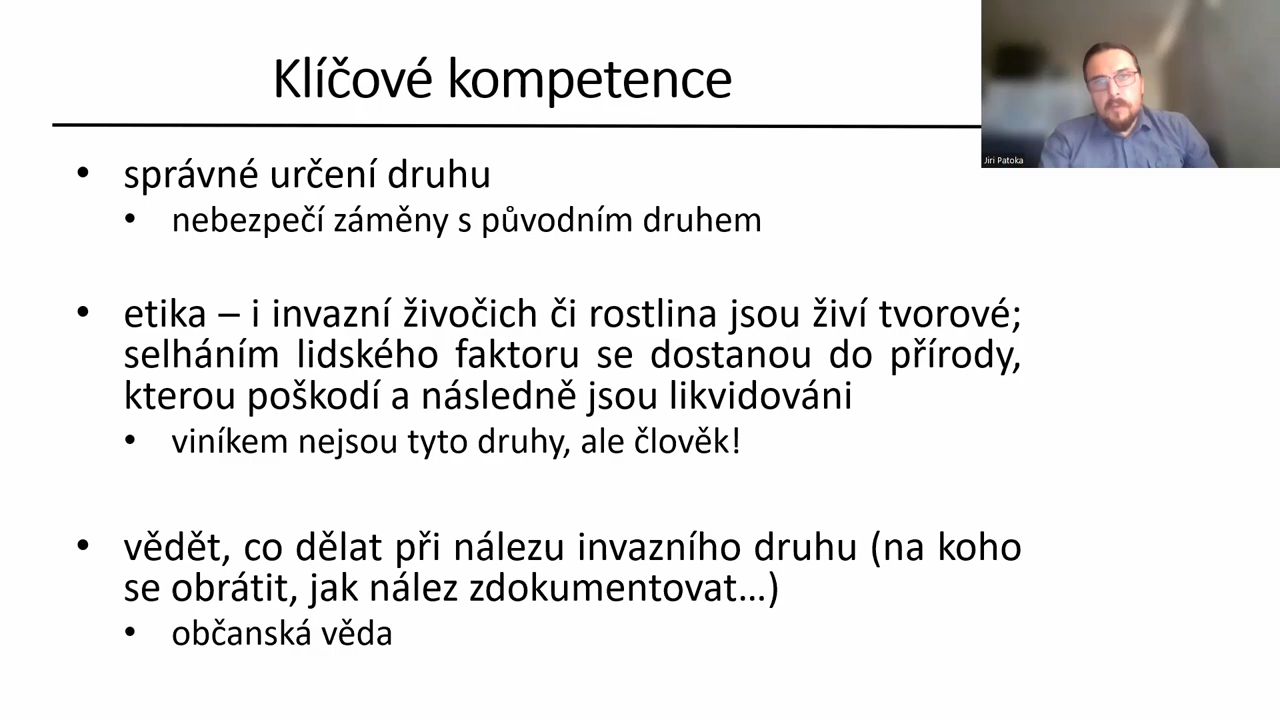 Klíčové kompetence
Jiri Patoka
• správné určení druhu
• nebezpečí záměny s původním druhem
• etika – i invazní živočich či rostlina jsou živí tvorové;
selháním lidského faktoru se dostanou do přírody,
kterou poškodí a následně jsou likvidováni
• viníkem nejsou tyto druhy, ale člověk!
• vědět, co dělat při nálezu invazního druhu (na koho
se obrátit, jak nález zdokumentovat…)
• občanská věda